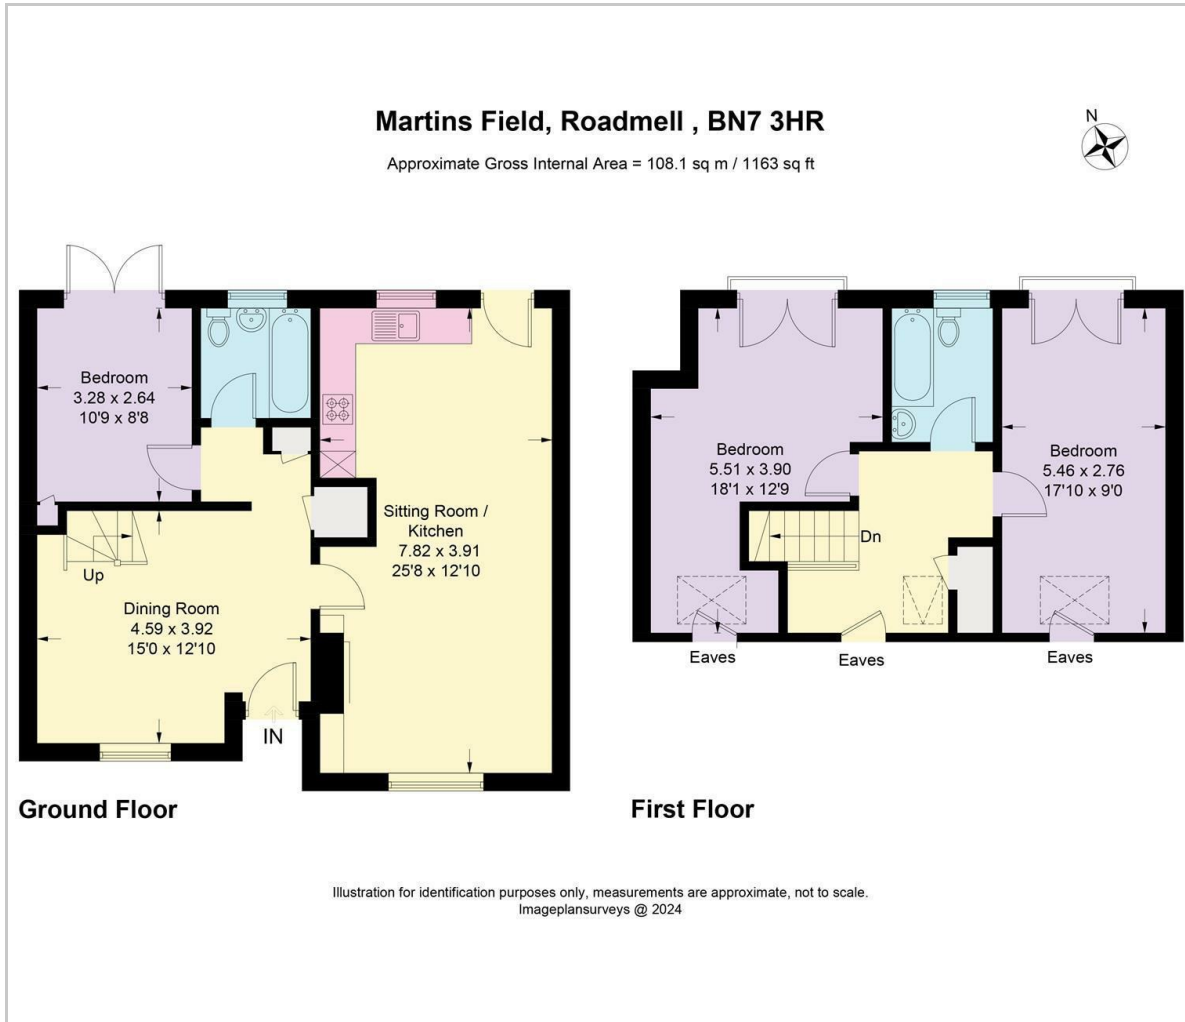 Martins Field, Roadmell , BN7 3HR
Approximate Gross Internal Area = 108.1 sq m / 1163 sq ft
N
Bedroom
3.28 x 2.64
10'9 x 8'8
Sitting Room /
Kitchen
7.82 x 3.91
25'8 x 12'10
Up
Dining Room
4.59 x 3.92
15'0 x 12'10
IN
Ground Floor
Bedroom
5.51 x 3.90
18'1 x 12'9
Bedroom
5.46 x 2.76
17'10 x 9'0
Dn
Eaves
Eaves
Eaves
First Floor
Illustration for identification purposes only, measurements are approximate, not to scale.
Imageplansurveys @ 2024